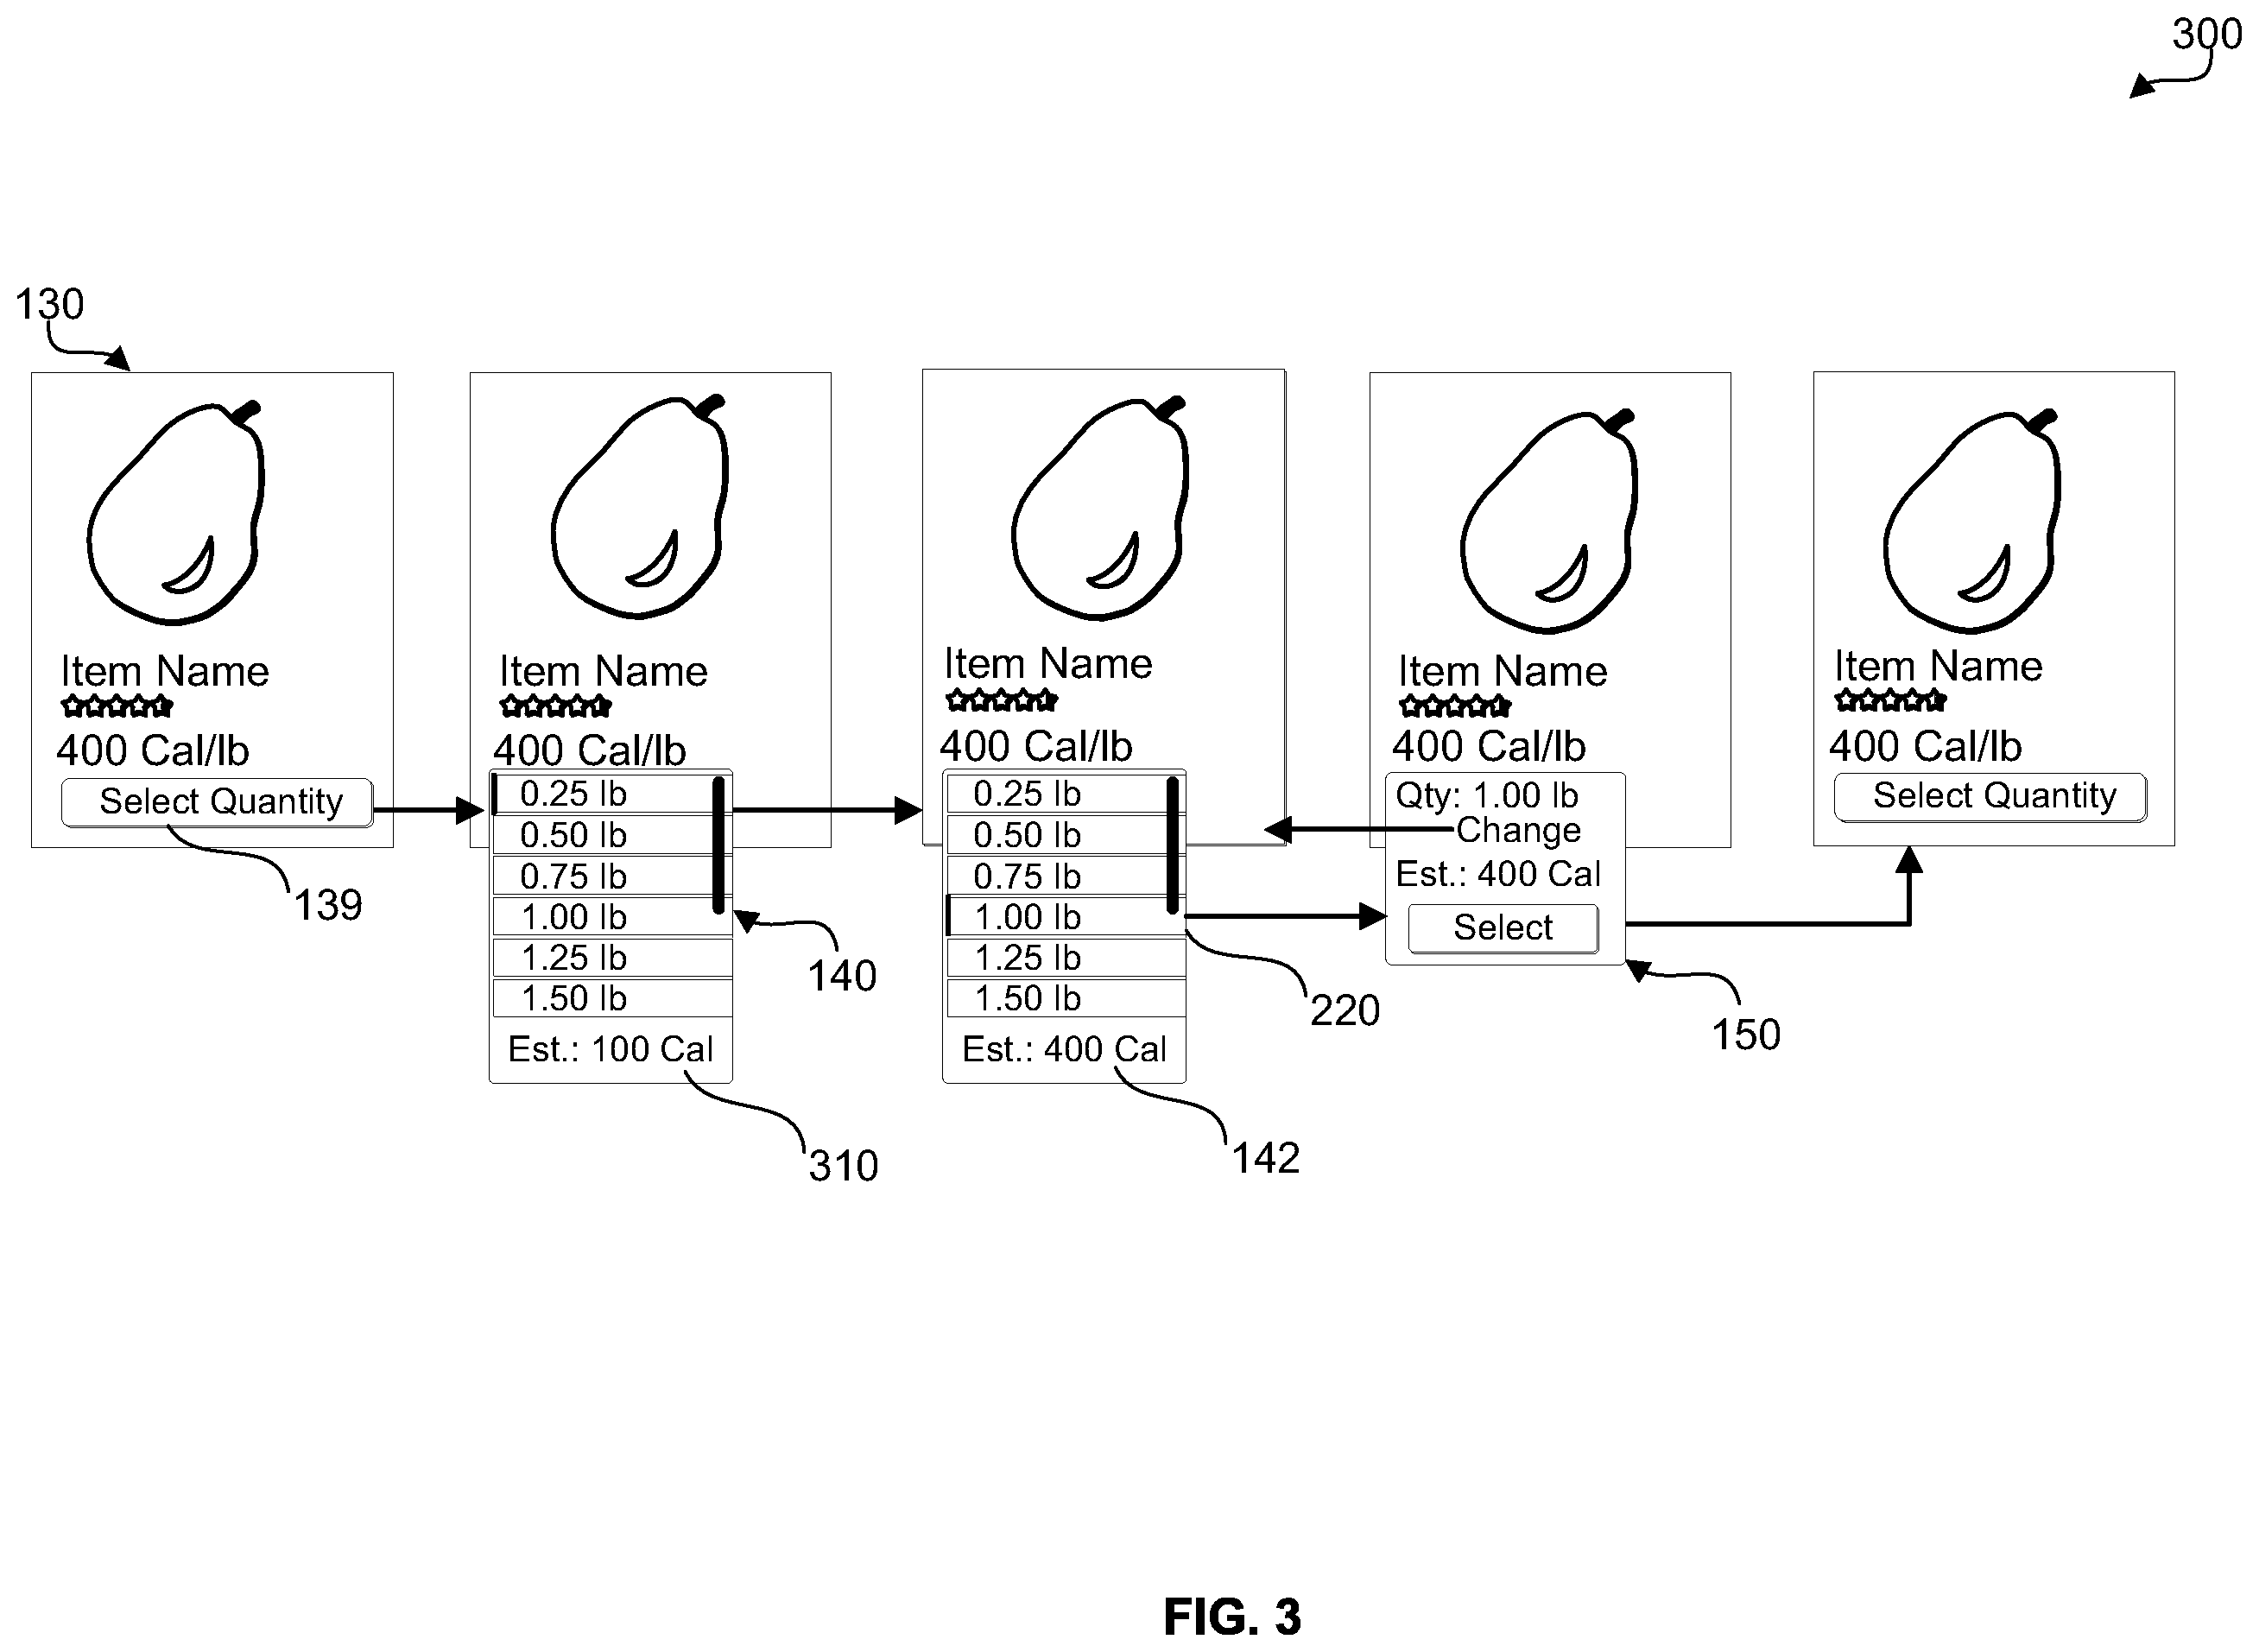 300
130
Item Name
400 Cal/lb
Select Quantity
139
Item Name
400 Cal/lb
0.25 lb
0.50 lb
0.75 lb
1.00 lb
1.25 lb
1.50 lb
Est.: 100 Cal
140
310
Item Name
400 Cal/lb
0.25 lb
0.50 lb
0.75 lb
1.00 lb
1.25 lb
1.50 lb
Est.: 400 Cal
220
142
Item Name
400 Cal/lb
Qty: 1.00 lb
Change
Est.: 400 Cal
Select
150
Item Name
400 Cal/lb
Select Quantity
FIG. 3